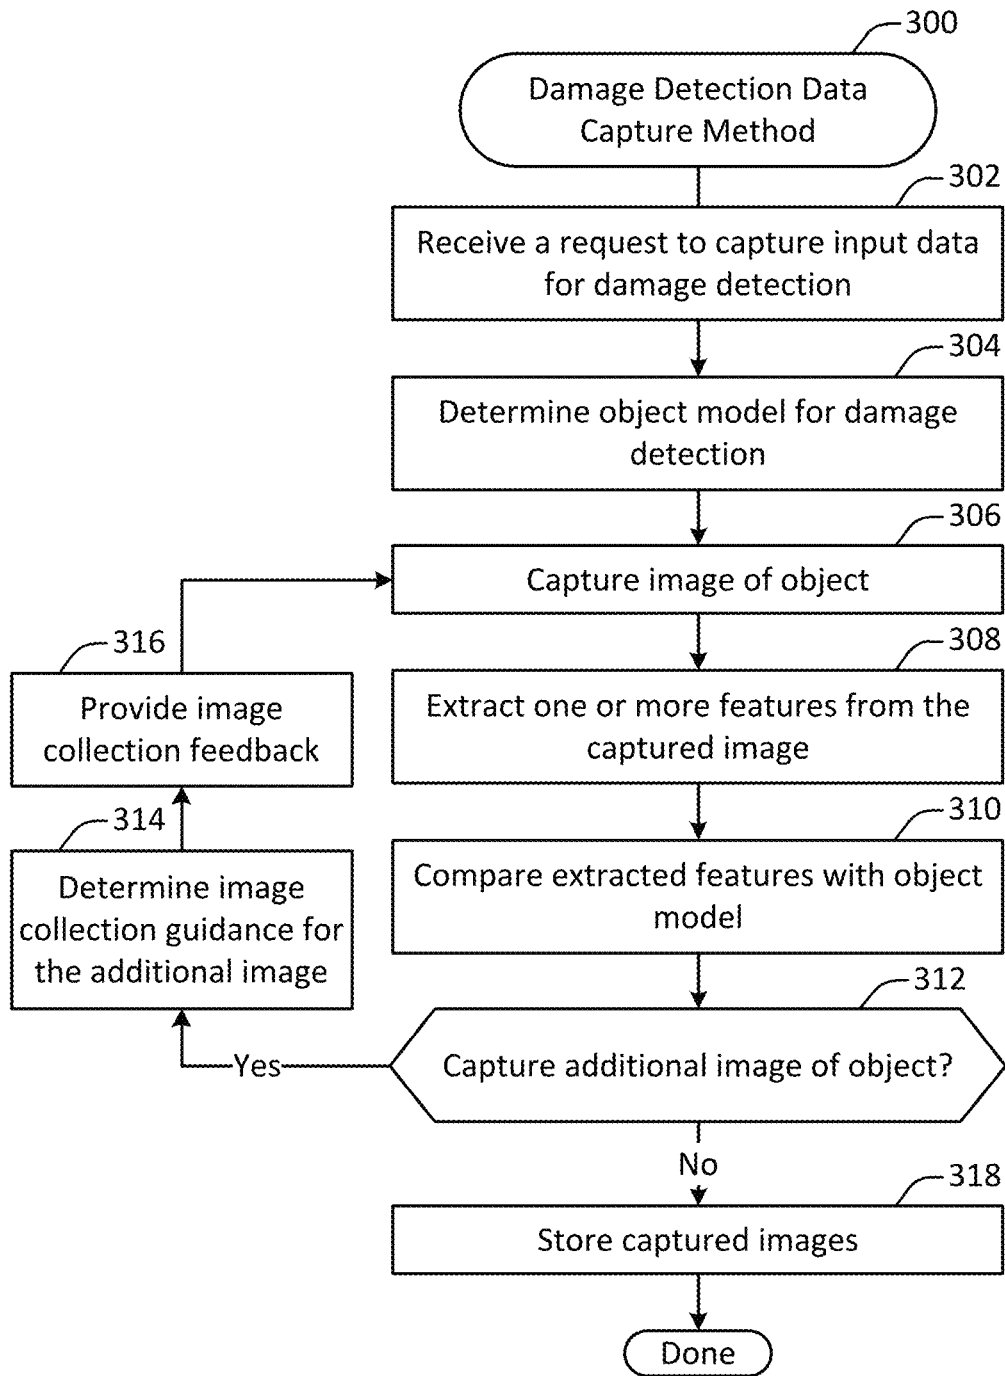 300
Damage Detection Data
Capture Method
302
Receive a request to capture input data
for damage detection
304
Determine object model for damage
detection
306
Capture image of object
308
Extract one or more features from the
captured image
310
Compare extracted features with object
model
312
Capture additional image of object?
Yes
314
Determine image
collection guidance for
the additional image
316
Provide image
collection feedback
No
318
Store captured images
Done